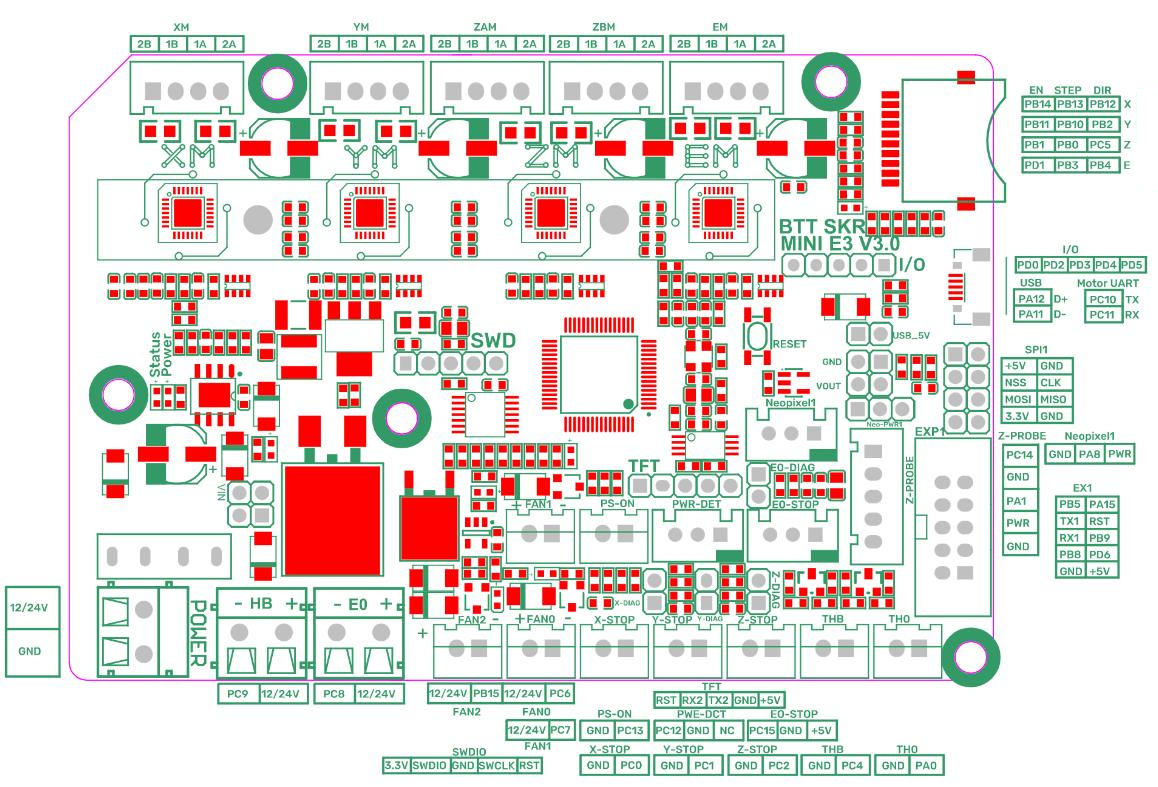 XM
2B 1B 1A 2A
YM
2B 1B 1A 2A
ZAM
2B 1B 1A 2A
ZBM
2B 1B 1A 2A
EM
2B 1B 1A 2A
EN STEP DIR
PB14 PB13 PB12 X
PB11 PB10 PB2 Y
PB1 PB0 PC5 Z
PD1 PB3 PB4 E
+
+
+
+
XM
YM
ZM
EM
BTT SKR
MINI E3 V3.0
I/O
I/O
PD0 PD2 PD3 PD4 PD5
USB
PA12 D+
PA11 D-
Motor UART
PC10 TX
PC11 RX
Status
Power
SWD
RESET
USB_5V
GND
VOUT
Neo-PWR1
Neopixel1
SPI1
+5V GND
NSS CLK
MOSI MISO
3.3V GND
EXP1
Z-PROBE
PC14
GND
PA1
PWR
GND
Neopixel1
GND PA8 PWR
EX1
PB5 PA15
TX1 RST
RX1 PB9
PB8 PD6
GND +5V
VIN
+
TFT
E0-DIAG
Z-PROBE
+ FAN1 -
PS-ON
PWR-DET
E0-STOP
12/24V
GND
POWER
- HB +
- E0 +
+
FAN2 -
+ FAN0 -
X-DIAG
X-STOP
Y-STOP
Y-DIAG
Z-STOP
Z-DIAG
THB
TH0
PC9 12/24V
PC8 12/24V
12/24V PB15
FAN2
12/24V PC6
FAN0
12/24V PC7
FAN1
TFT
RST RX2 TX2 GND +5V
PS-ON
GND PC13
PWE-DCT
PC12 GND NC
E0-STOP
PC15 GND +5V
SWDIO
3.3V SWDIO GND SWCLK RST
X-STOP
GND PC0
Y-STOP
GND PC1
Z-STOP
GND PC2
THB
GND PC4
TH0
GND PA0